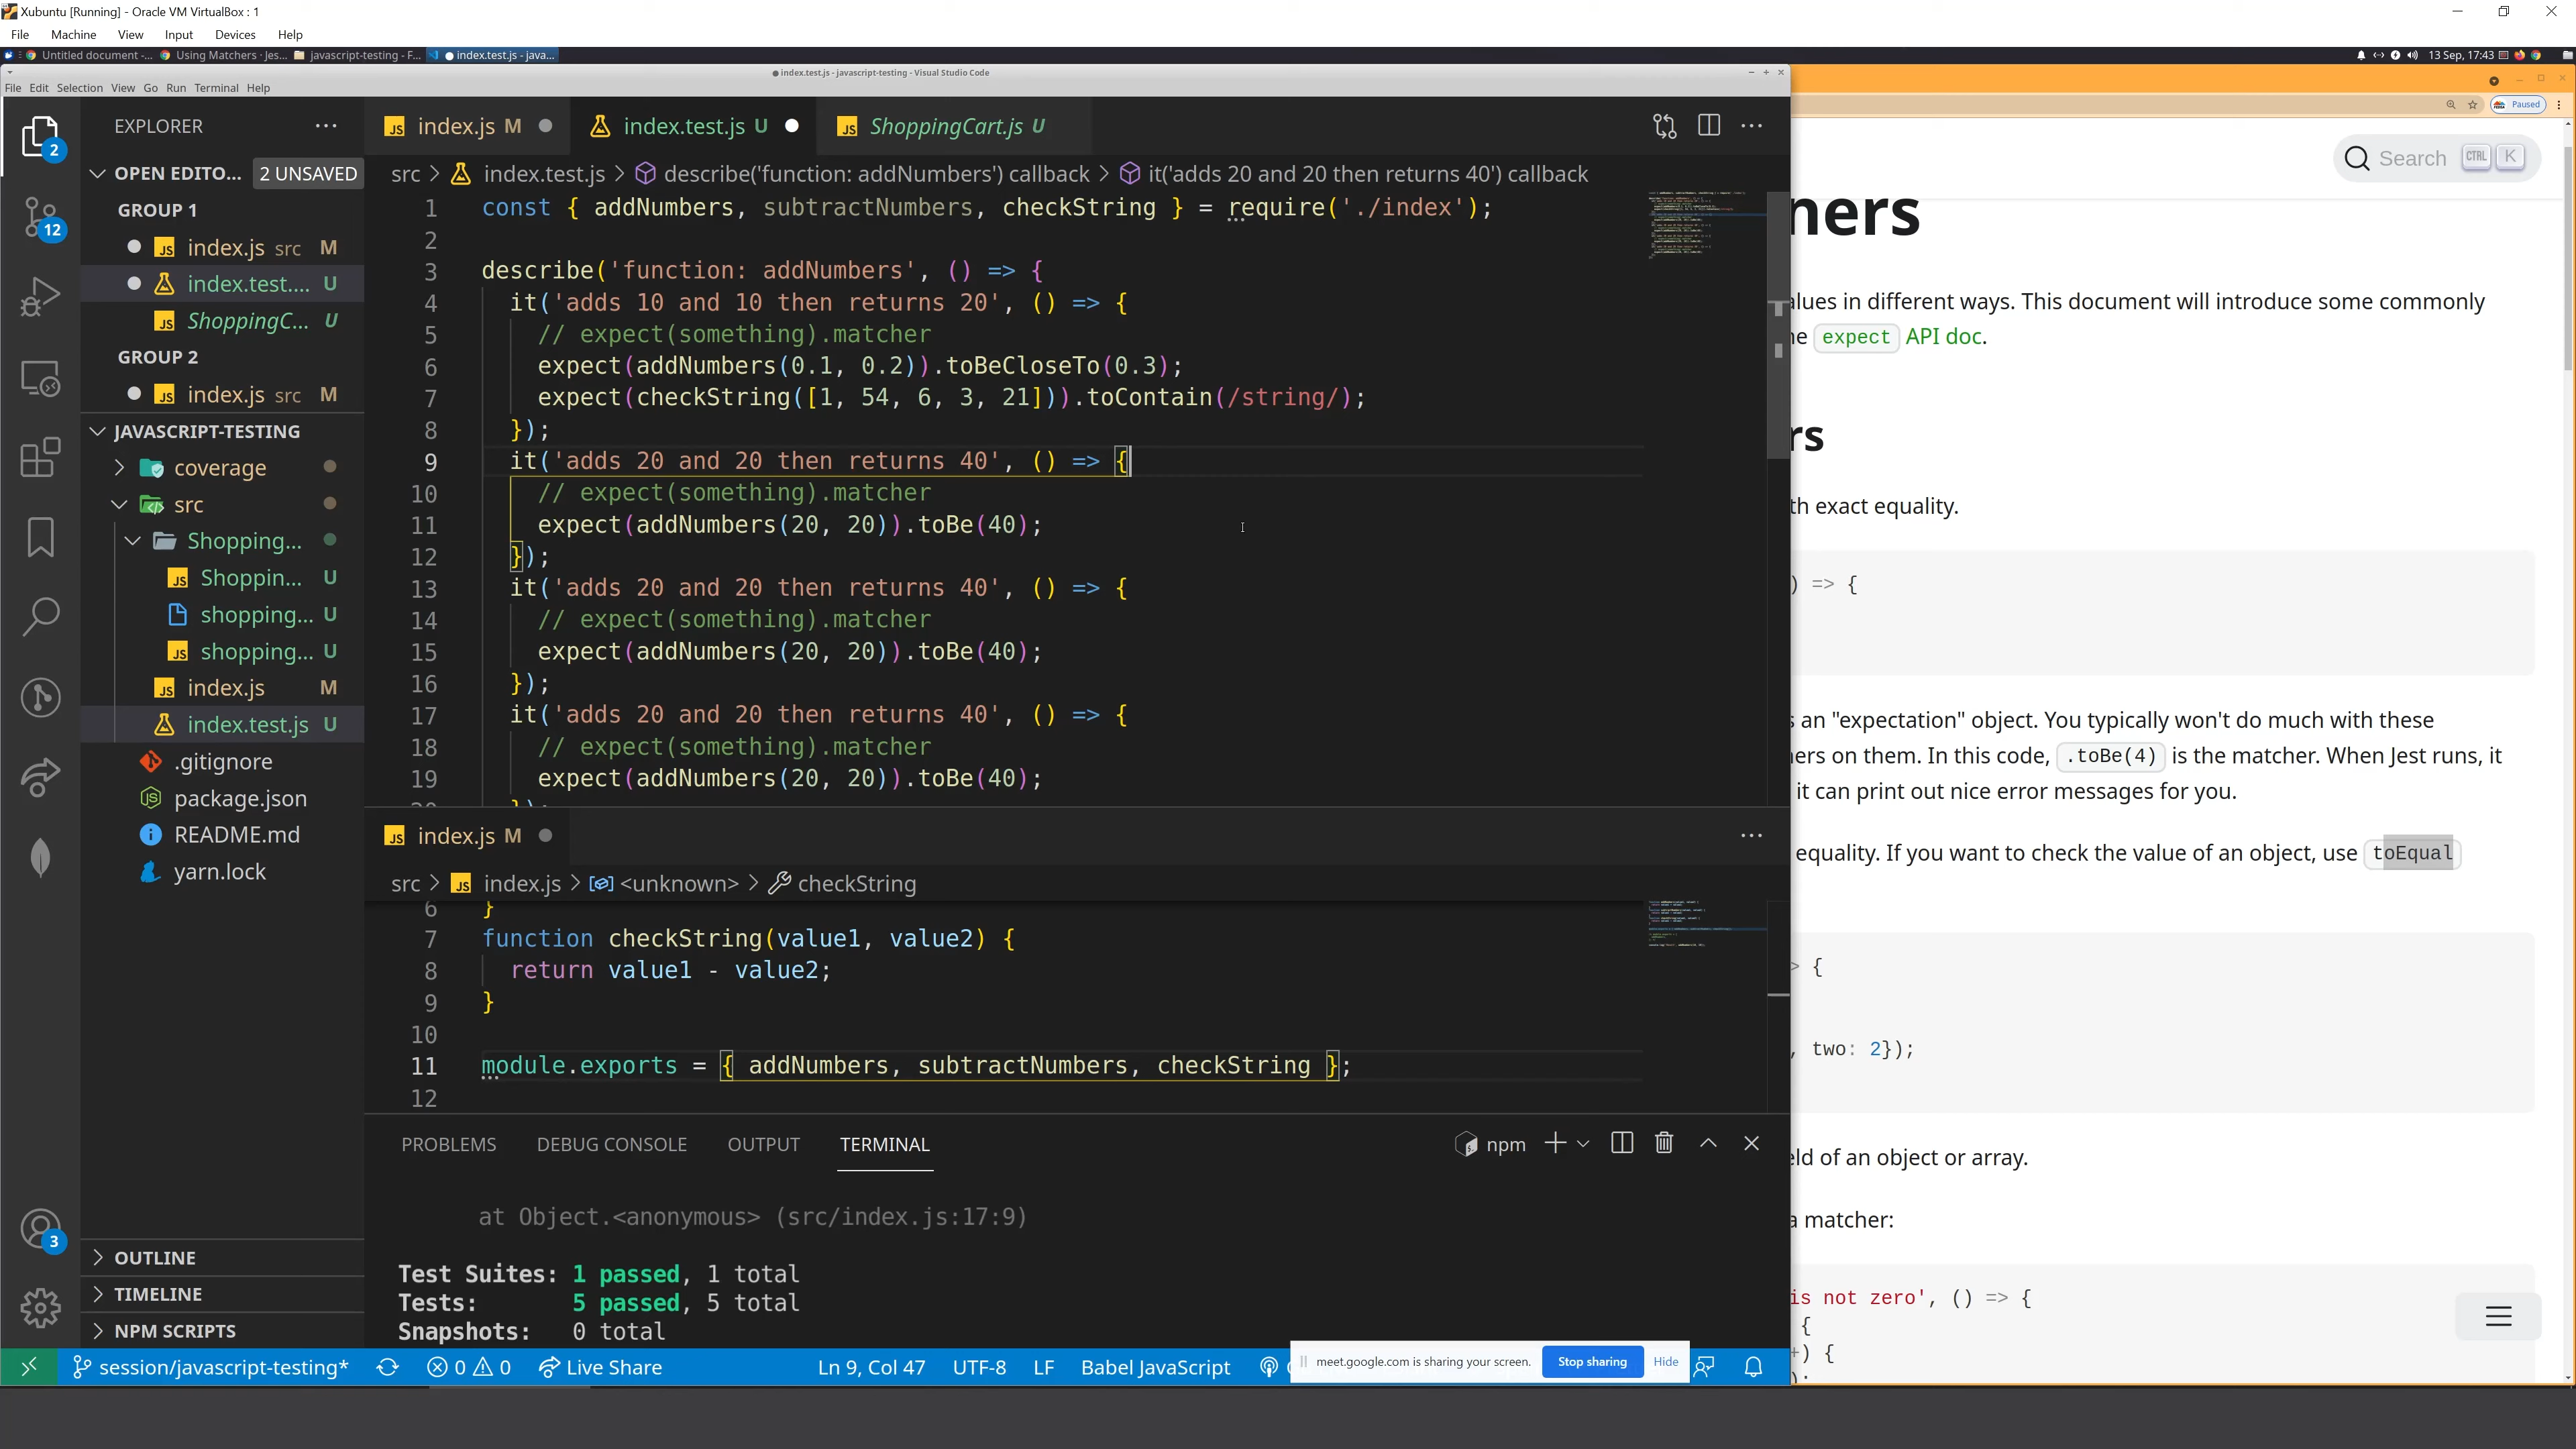 Xubuntu [Running] - Oracle VM VirtualBox : 1
File Machine View Input Devices Help
Untitled document -... Using Matchers · Jes... javascript-testing - F... index.test.js - java...
13 Sep, 17:43
index.test.js - javascript-testing - Visual Studio Code
File Edit Selection View Go Run Terminal Help
Paused
EXPLORER
index.js M
index.test.js U
ShoppingCart.js U
OPEN EDITO... 2 UNSAVED
GROUP 1
index.js src M
index.test.... U
ShoppingC... U
GROUP 2
index.js src M
JAVASCRIPT-TESTING
coverage
src
Shopping...
Shoppin... U
shopping... U
shopping... U
index.js M
index.test.js U
.gitignore
package.json
README.md
yarn.lock
OUTLINE
TIMELINE
NPM SCRIPTS
2
12
3
src > index.test.js > describe('function: addNumbers') callback > it('adds 20 and 20 then returns 40') callback
1 const { addNumbers, subtractNumbers, checkString } = require('./index');
2
3 describe('function: addNumbers', () => {
4 it('adds 10 and 10 then returns 20', () => {
5 // expect(something).matcher
6 expect(addNumbers(0.1, 0.2)).toBeCloseTo(0.3);
7 expect(checkString([1, 54, 6, 3, 21])).toContain(/string/);
8 });
9 it('adds 20 and 20 then returns 40', () => {
10 // expect(something).matcher
11 expect(addNumbers(20, 20)).toBe(40);
12 });
13 it('adds 20 and 20 then returns 40', () => {
14 // expect(something).matcher
15 expect(addNumbers(20, 20)).toBe(40);
16 });
17 it('adds 20 and 20 then returns 40', () => {
18 // expect(something).matcher
19 expect(addNumbers(20, 20)).toBe(40);
index.js M
src > index.js > <unknown> > checkString
6 }
7 function checkString(value1, value2) {
8 return value1 - value2;
9 }
10
11 module.exports = { addNumbers, subtractNumbers, checkString };
12
PROBLEMS DEBUG CONSOLE OUTPUT TERMINAL
npm
at Object.<anonymous> (src/index.js:17:9)
Test Suites: 1 passed, 1 total
Tests: 5 passed, 5 total
Snapshots: 0 total
session/javascript-testing* 0 0 Live Share Ln 9, Col 47 UTF-8 LF Babel JavaScript
meet.google.com is sharing your screen. Stop sharing Hide
Search CTRL K
ners
alues in different ways. This document will introduce some commonly
he expect API doc.
rs
th exact equality.
) => {
s an "expectation" object. You typically won't do much with these
ners on them. In this code, .toBe(4) is the matcher. When Jest runs, it
it can print out nice error messages for you.
equality. If you want to check the value of an object, use toEqual
> {
, two: 2});
eld of an object or array.
a matcher:
is not zero', () => {
{
+) {